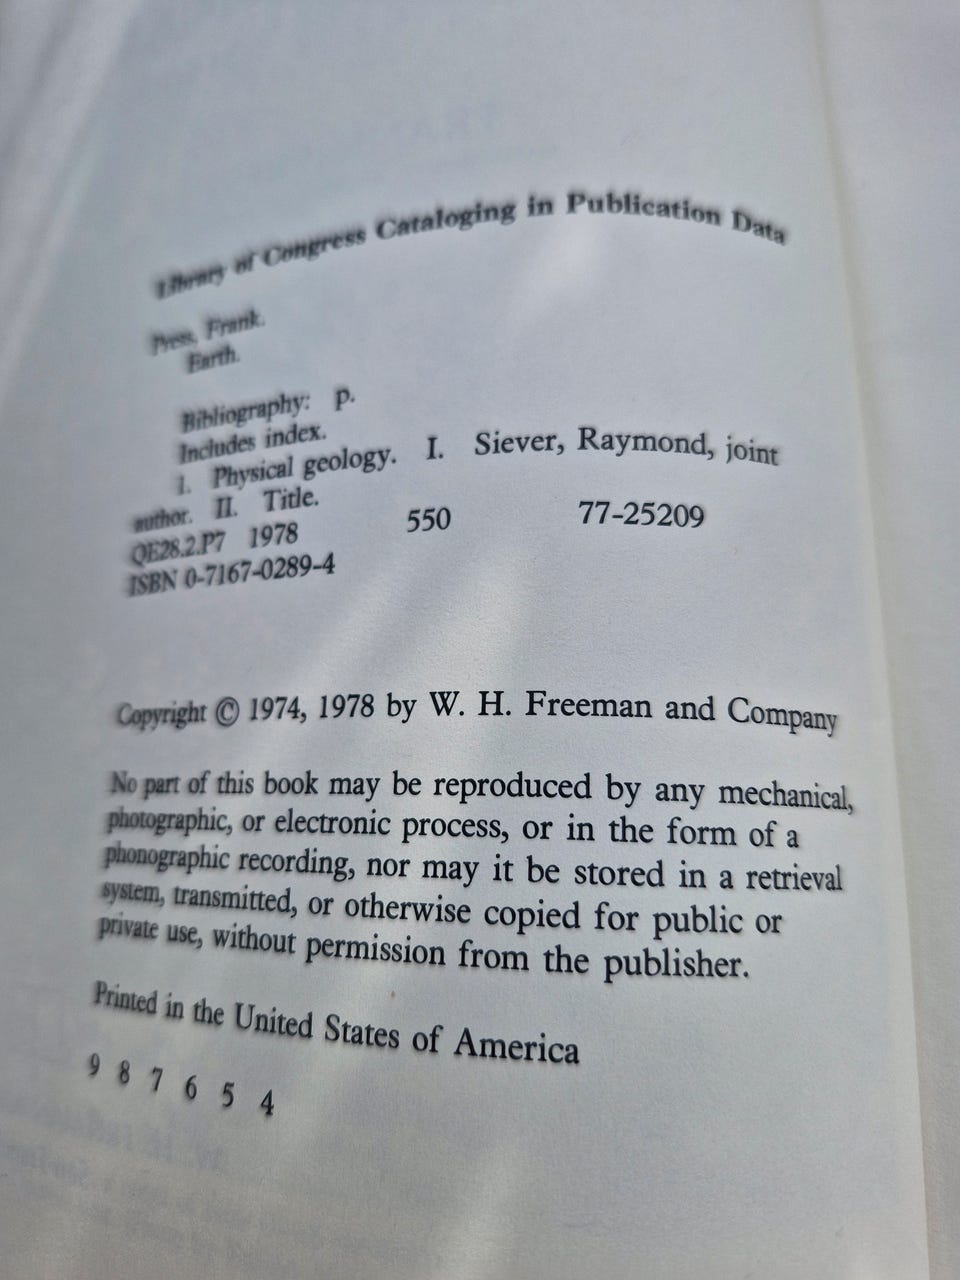 Library of Congress Cataloging in Publication Data
Press, Frank.
Earth.
Bibliography: p.
Includes index.
1. Physical geology. I. Siever, Raymond, joint
author. II. Title.
QE28.2.P7 1978 550 77-25209
ISBN 0-7167-0289-4
Copyright © 1974, 1978 by W. H. Freeman and Company
No part of this book may be reproduced by any mechanical,
photographic, or electronic process, or in the form of a
phonographic recording, nor may it be stored in a retrieval
system, transmitted, or otherwise copied for public or
private use, without permission from the publisher.
Printed in the United States of America
9 8 7 6 5 4